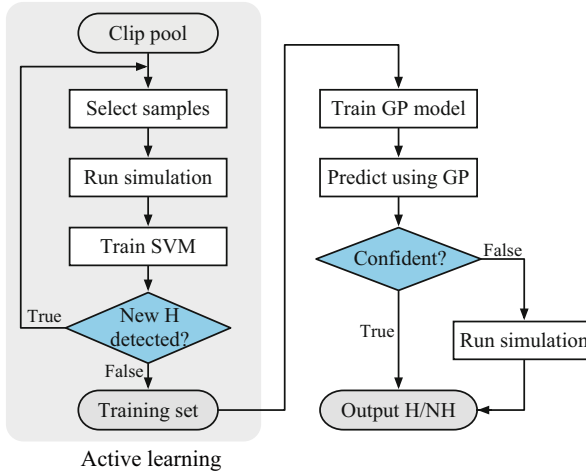 Clip pool
Select samples
Run simulation
Train SVM
New H
detected?
True
False
Training set
Active learning
Train GP model
Predict using GP
Confident?
False
True
Run simulation
Output H/NH